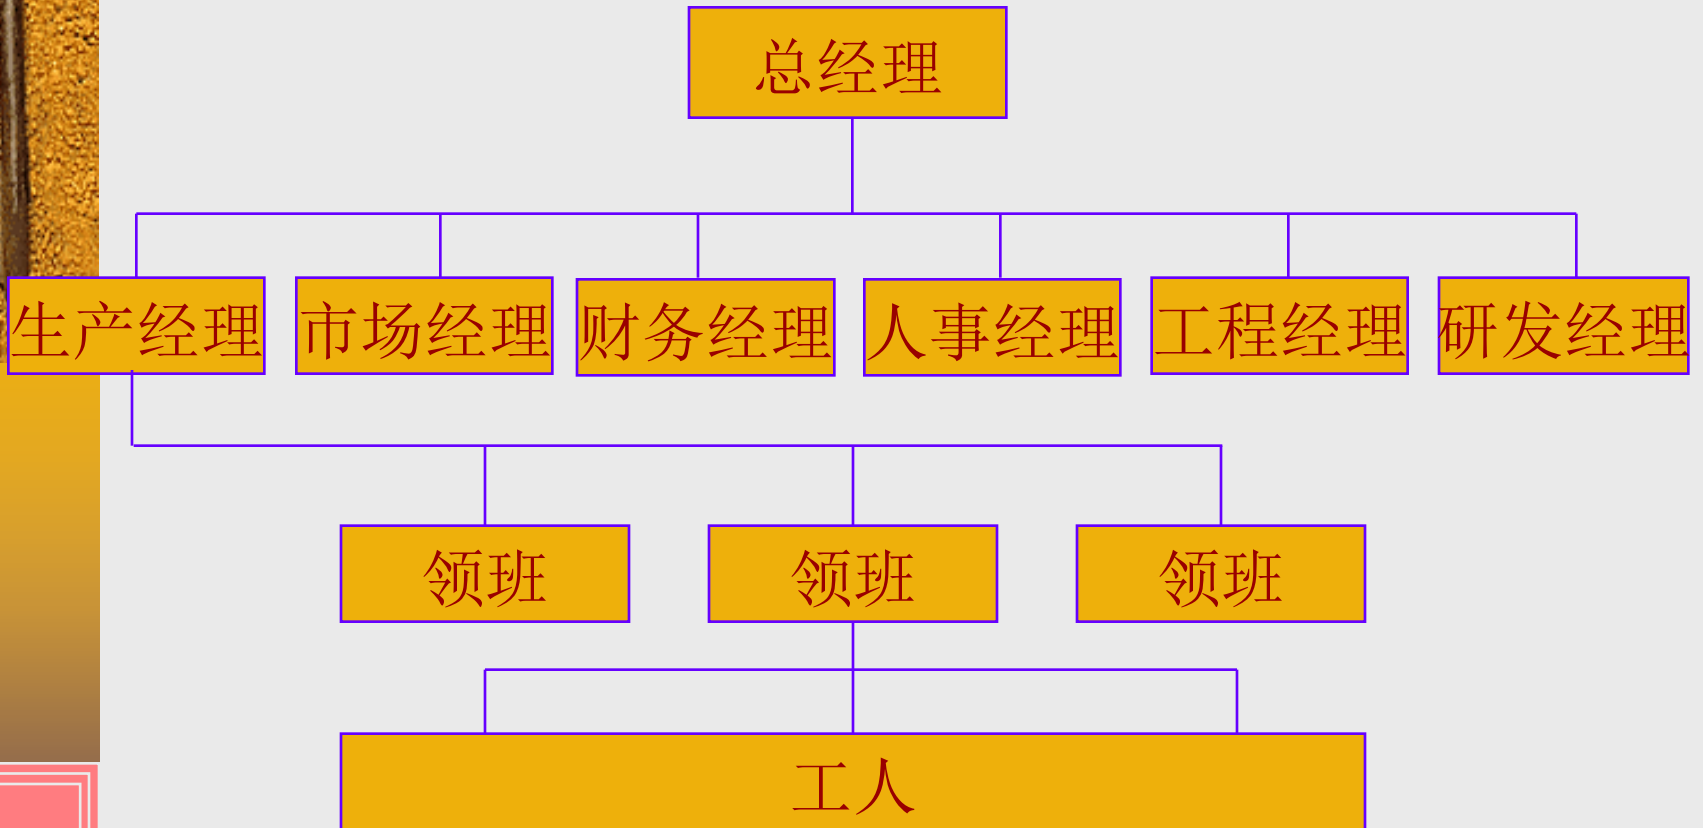 总经理
生产经理
市场经理
财务经理
人事经理
工程经理
研发经理
领班
领班
领班
工人